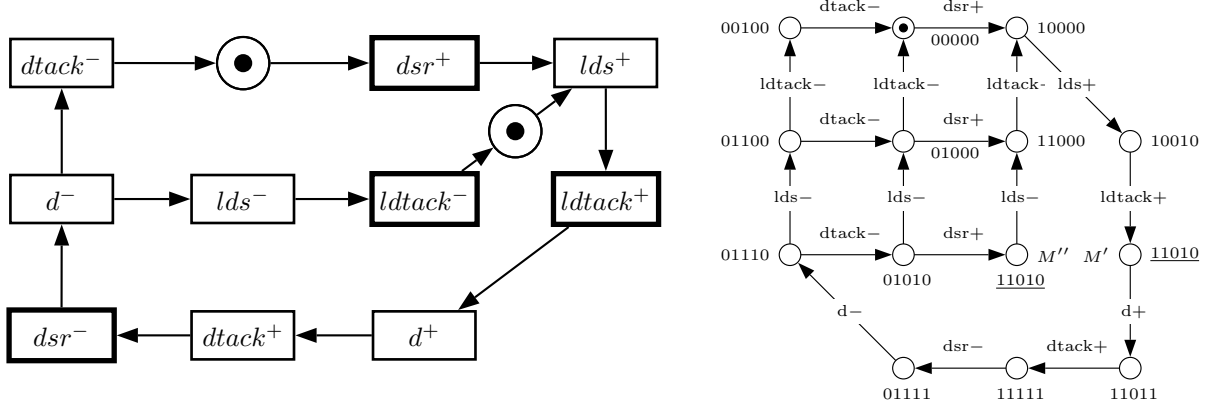 dtack⁻
dsr⁺
lds⁺
d⁻
lds⁻
ldtack⁻
ldtack⁺
dsr⁻
dtack⁺
d⁺
dtack−
dsr+
00100
00000
10000
ldtack−
ldtack−
ldtack-
lds+
dtack−
dsr+
01100
01000
11000
10010
lds−
lds−
lds−
ldtack+
dtack−
dsr+
01110
01010
11010
M′′
M′
11010
d−
d+
dsr−
dtack+
01111
11111
11011